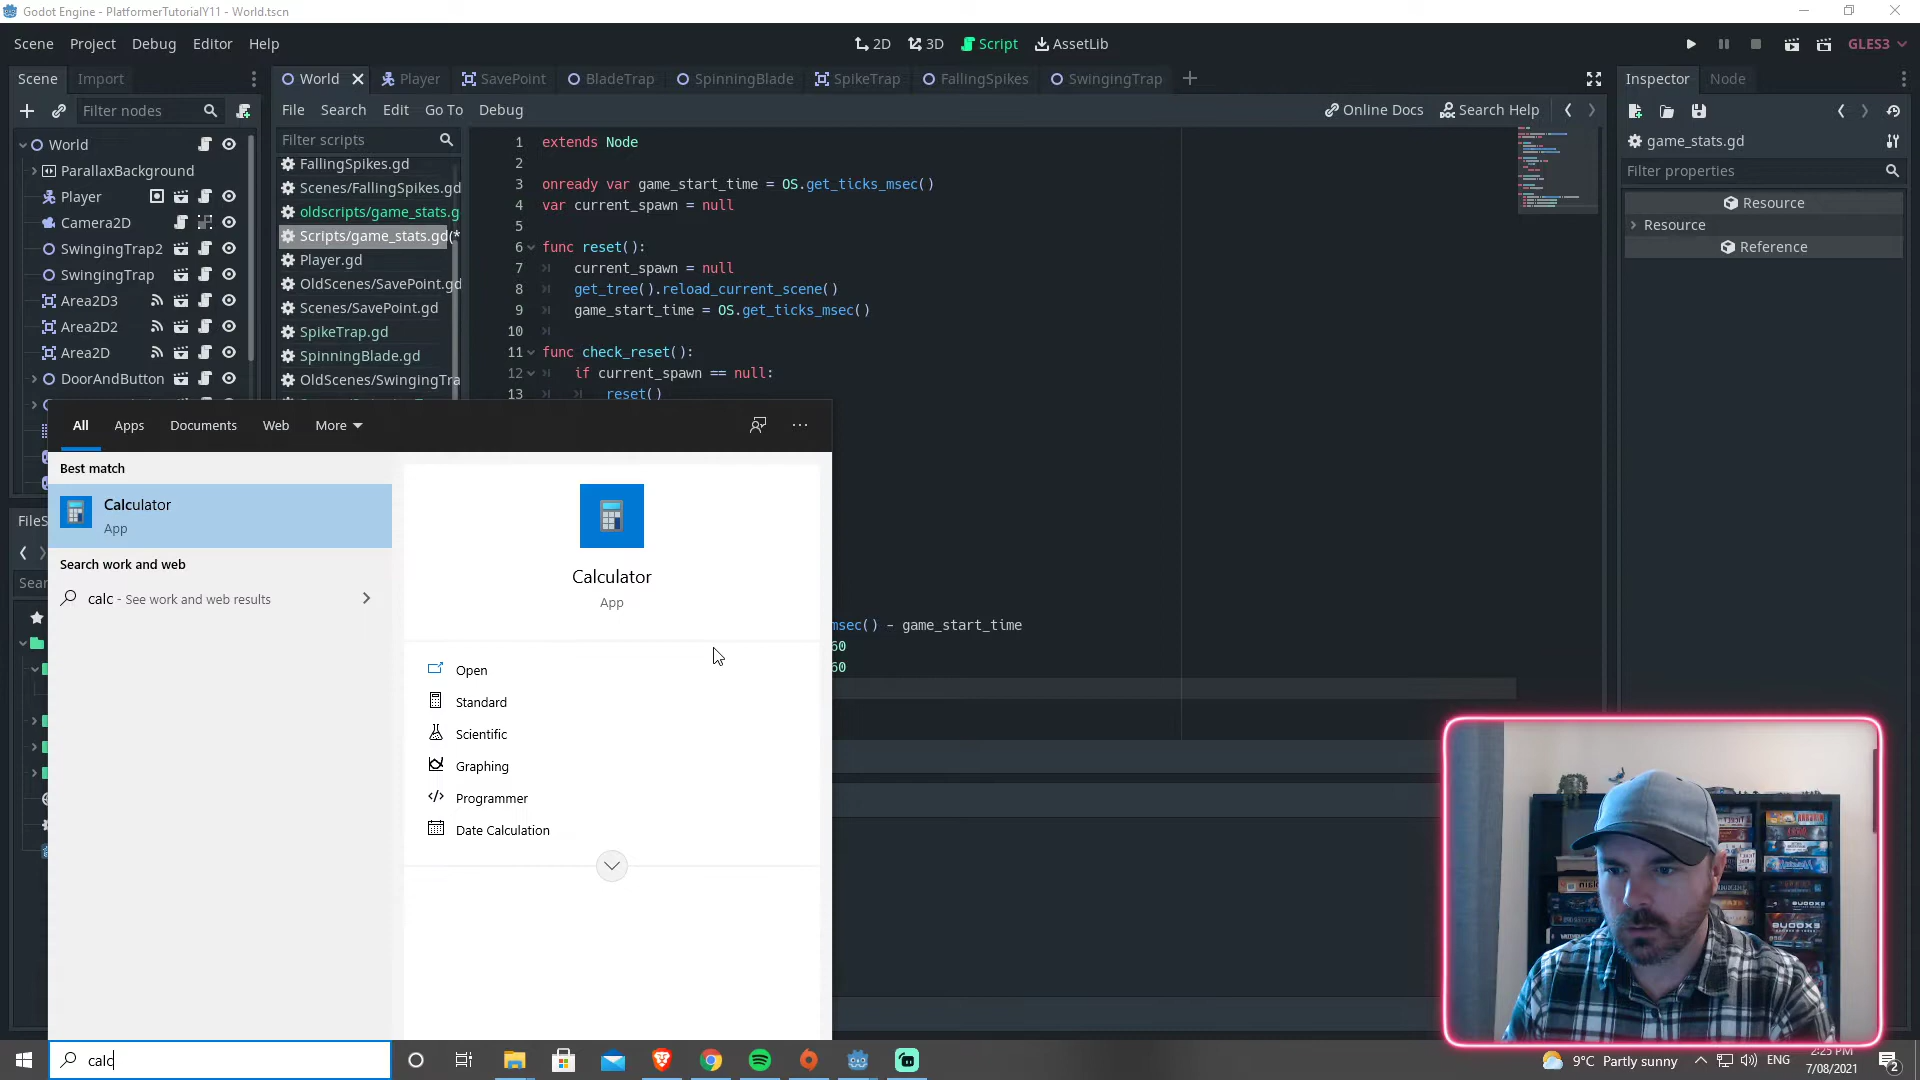 Godot Engine - PlatformerTutorialY11 - World.tscn
Scene Project Debug Editor Help
2D 3D Script AssetLib
GLES3
Scene Import
World Player SavePoint BladeTrap SpinningBlade SpikeTrap FallingSpikes SwingingTrap
Inspector Node
Filter nodes
File Search Edit Go To Debug
Online Docs Search Help
World
ParallaxBackground
Player
Camera2D
SwingingTrap2
SwingingTrap
Area2D3
Area2D2
Area2D
DoorAndButton
Filter scripts
FallingSpikes.gd
Scenes/FallingSpikes.gd
oldscripts/game_stats.g
Scripts/game_stats.gd(*
Player.gd
OldScenes/SavePoint.gd
Scenes/SavePoint.gd
SpikeTrap.gd
SpinningBlade.gd
OldScenes/SwingingTra
1 extends Node
2
3 onready var game_start_time = OS.get_ticks_msec()
4 var current_spawn = null
5
6 func reset():
7 current_spawn = null
8 get_tree().reload_current_scene()
9 game_start_time = OS.get_ticks_msec()
10
11 func check_reset():
12 if current_spawn == null:
13 reset()
msec() - game_start_time
60
60
game_stats.gd
Filter properties
Resource
Resource
Reference
FileS
Sear
All Apps Documents Web More
Best match
Calculator
App
Search work and web
calc - See work and web results
Calculator
App
Open
Standard
Scientific
Graphing
Programmer
Date Calculation
calc
9°C Partly sunny
ENG
2:25 PM
7/08/2021
2